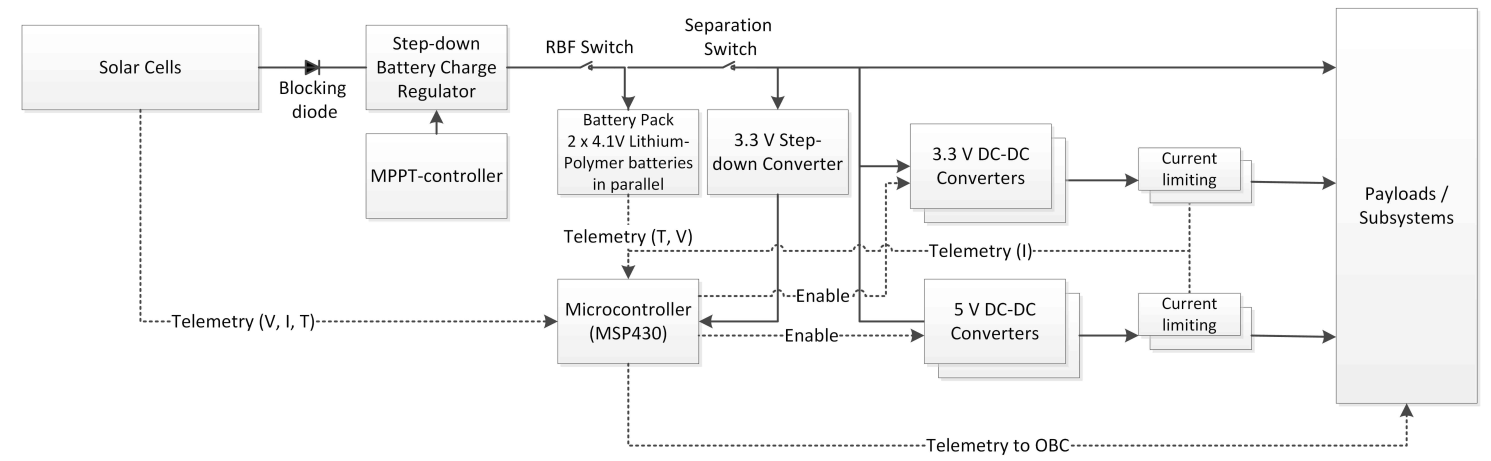 Solar Cells
Blocking
diode
Step-down
Battery Charge
Regulator
MPPT-controller
RBF Switch
Separation
Switch
Battery Pack
2 x 4.1V Lithium-
Polymer batteries
in parallel
3.3 V Step-
down Converter
3.3 V DC-DC
Converters
Current
limiting
Payloads /
Subsystems
Telemetry (T, V)
Telemetry (I)
Telemetry (V, I, T)
Microcontroller
(MSP430)
Enable
Enable
5 V DC-DC
Converters
Current
limiting
Telemetry to OBC